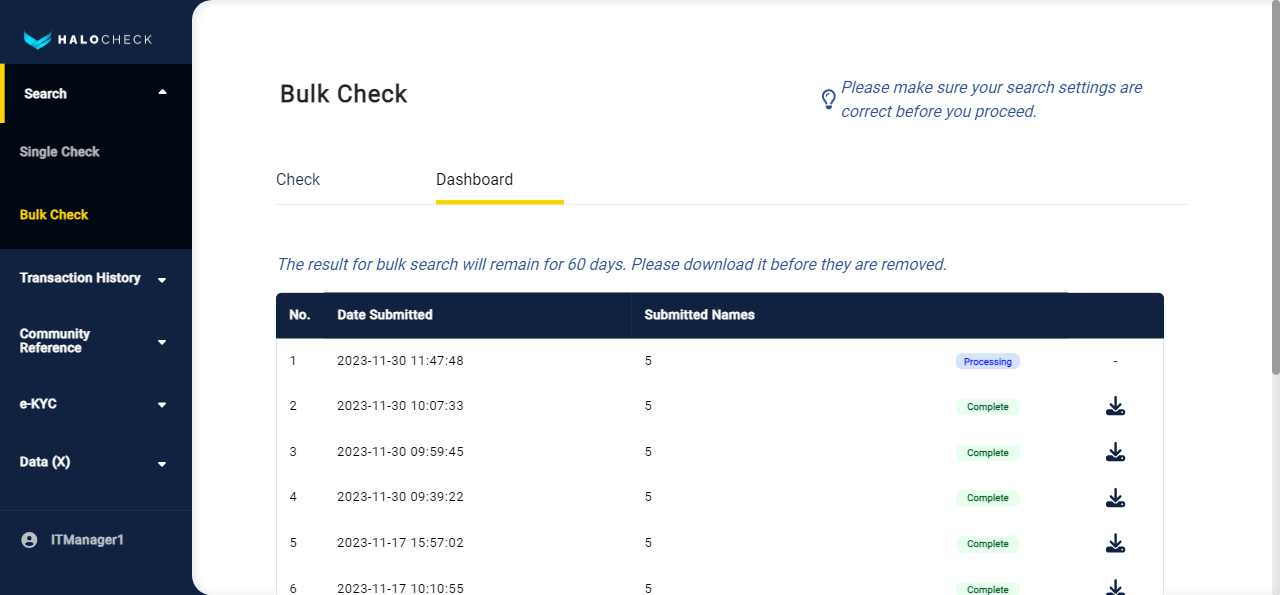 HALOCHECK
Search
Single Check
Bulk Check
Transaction History
Community
Reference
e-KYC
Data (X)
ITManager1
Bulk Check
Please make sure your search settings are
correct before you proceed.
Check Dashboard
The result for bulk search will remain for 60 days. Please download it before they are removed.
No. Date Submitted Submitted Names
1 2023-11-30 11:47:48 5 Processing -
2 2023-11-30 10:07:33 5 Complete
3 2023-11-30 09:59:45 5 Complete
4 2023-11-30 09:39:22 5 Complete
5 2023-11-17 15:57:02 5 Complete
6 2023-11-17 10:10:55 5 Complete